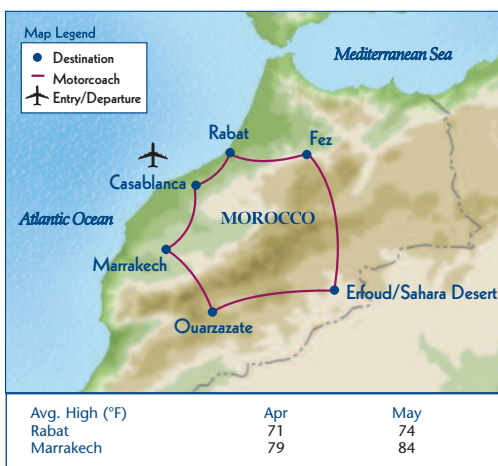 Map Legend
Destination
Motorcoach
Entry/Departure
Mediterranean Sea
Rabat
Fez
Casablanca
Atlantic Ocean
MOROCCO
Marrakech
Erfoud/Sahara Desert
Ouarzazate
Avg. High (°F) Apr May
Rabat 71 74
Marrakech 79 84